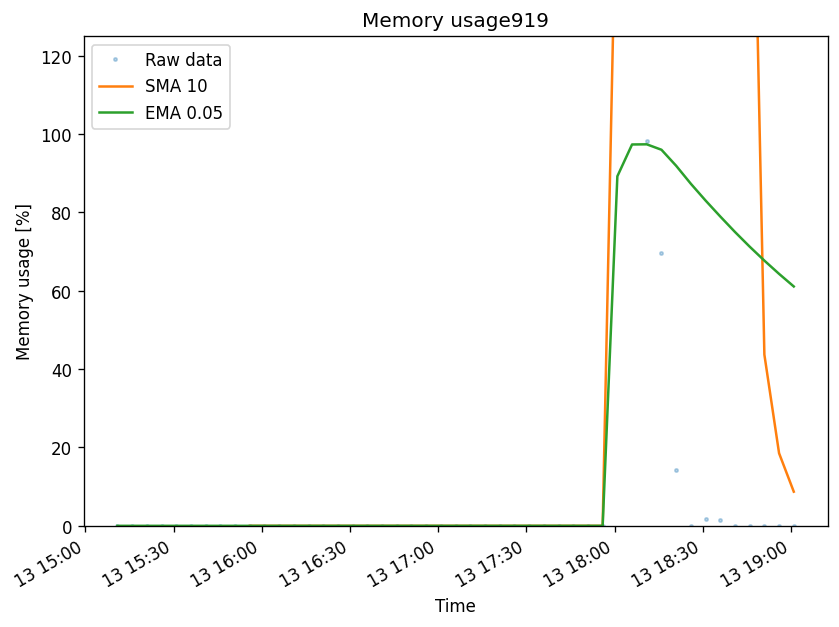 Memory usage919
Raw data
SMA 10
EMA 0.05
Memory usage [%]
120
100
80
60
40
20
0
13 15:00
13 15:30
13 16:00
13 16:30
13 17:00
13 17:30
13 18:00
13 18:30
13 19:00
Time